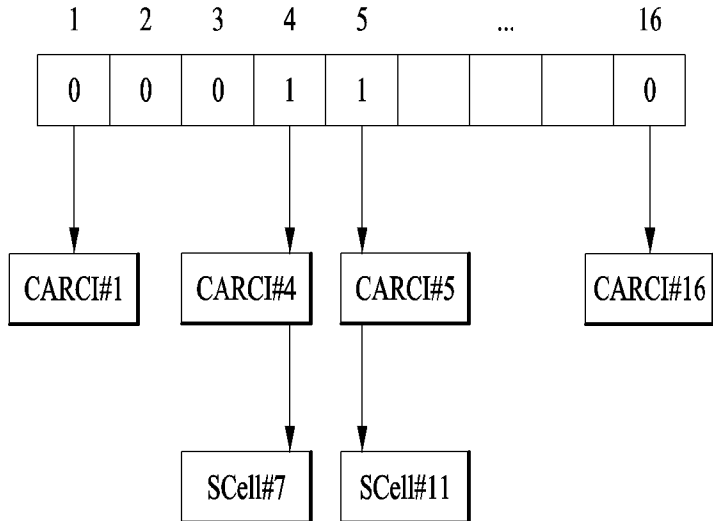 1 2 3 4 5 ... 16
0 0 0 1 1 0
CARCI#1 CARCI#4 CARCI#5 CARCI#16
SCell#7 SCell#11